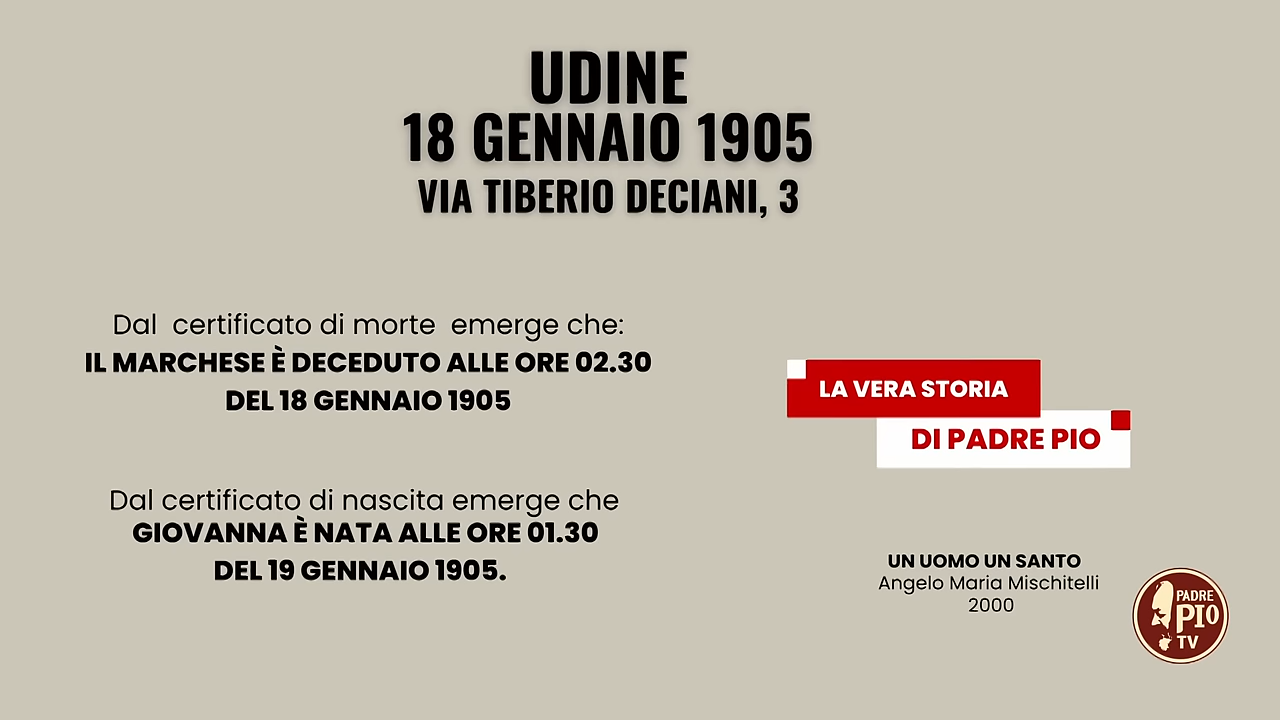 UDINE
18 GENNAIO 1905
VIA TIBERIO DECIANI, 3
Dal certificato di morte emerge che:
IL MARCHESE È DECEDUTO ALLE ORE 02.30
DEL 18 GENNAIO 1905
Dal certificato di nascita emerge che
GIOVANNA È NATA ALLE ORE 01.30
DEL 19 GENNAIO 1905.
LA VERA STORIA
DI PADRE PIO
UN UOMO UN SANTO
Angelo Maria Mischitelli
2000
PADRE
PIO
TV